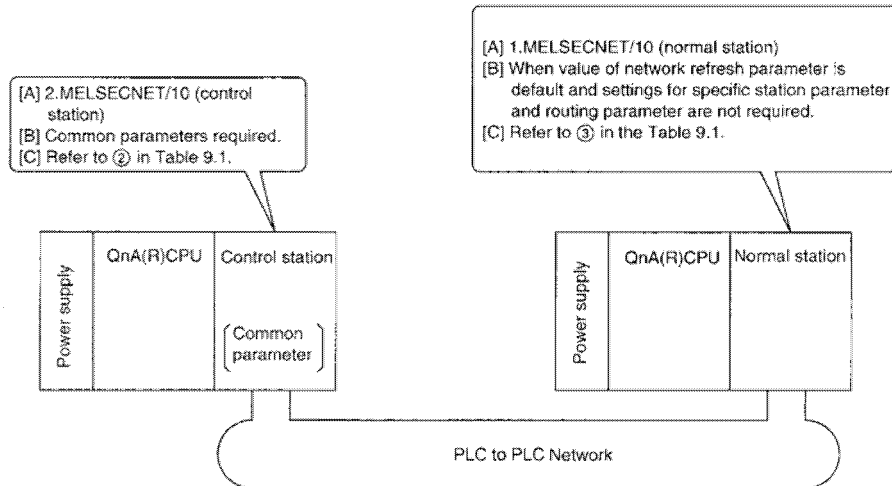 [A] 2.MELSECNET/10 (control
station)
[B] Common parameters required.
[C] Refer to ② in Table 9.1.
[A] 1.MELSECNET/10 (normal station)
[B] When value of network refresh parameter is
default and settings for specific station parameter
and routing parameter are not required.
[C] Refer to ③ in the Table 9.1.
Power supply
QnA(R)CPU
Control station
Common
parameter
Power supply
QnA(R)CPU
Normal station
PLC to PLC Network